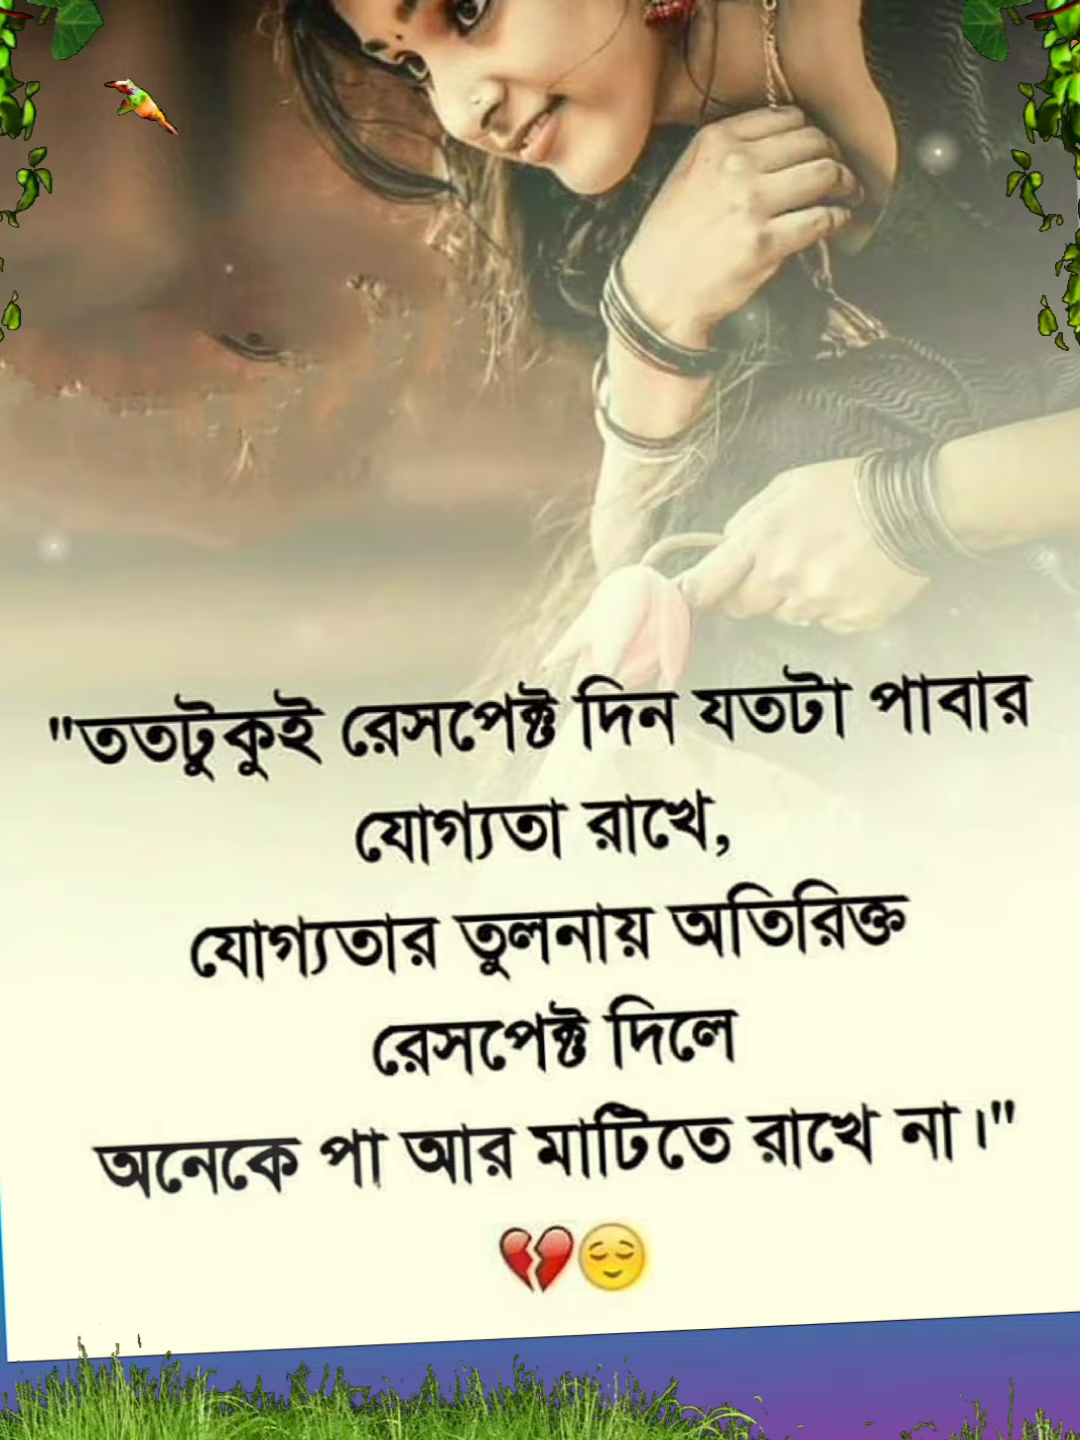 "ততটুকুই রেসপেক্ট দিন যতটা পাবার
যোগ্যতা রাখে,
যোগ্যতার তুলনায় অতিরিক্ত
রেসপেক্ট দিলে
অনেকে পা আর মাটিতে রাখে না।"
💔😌